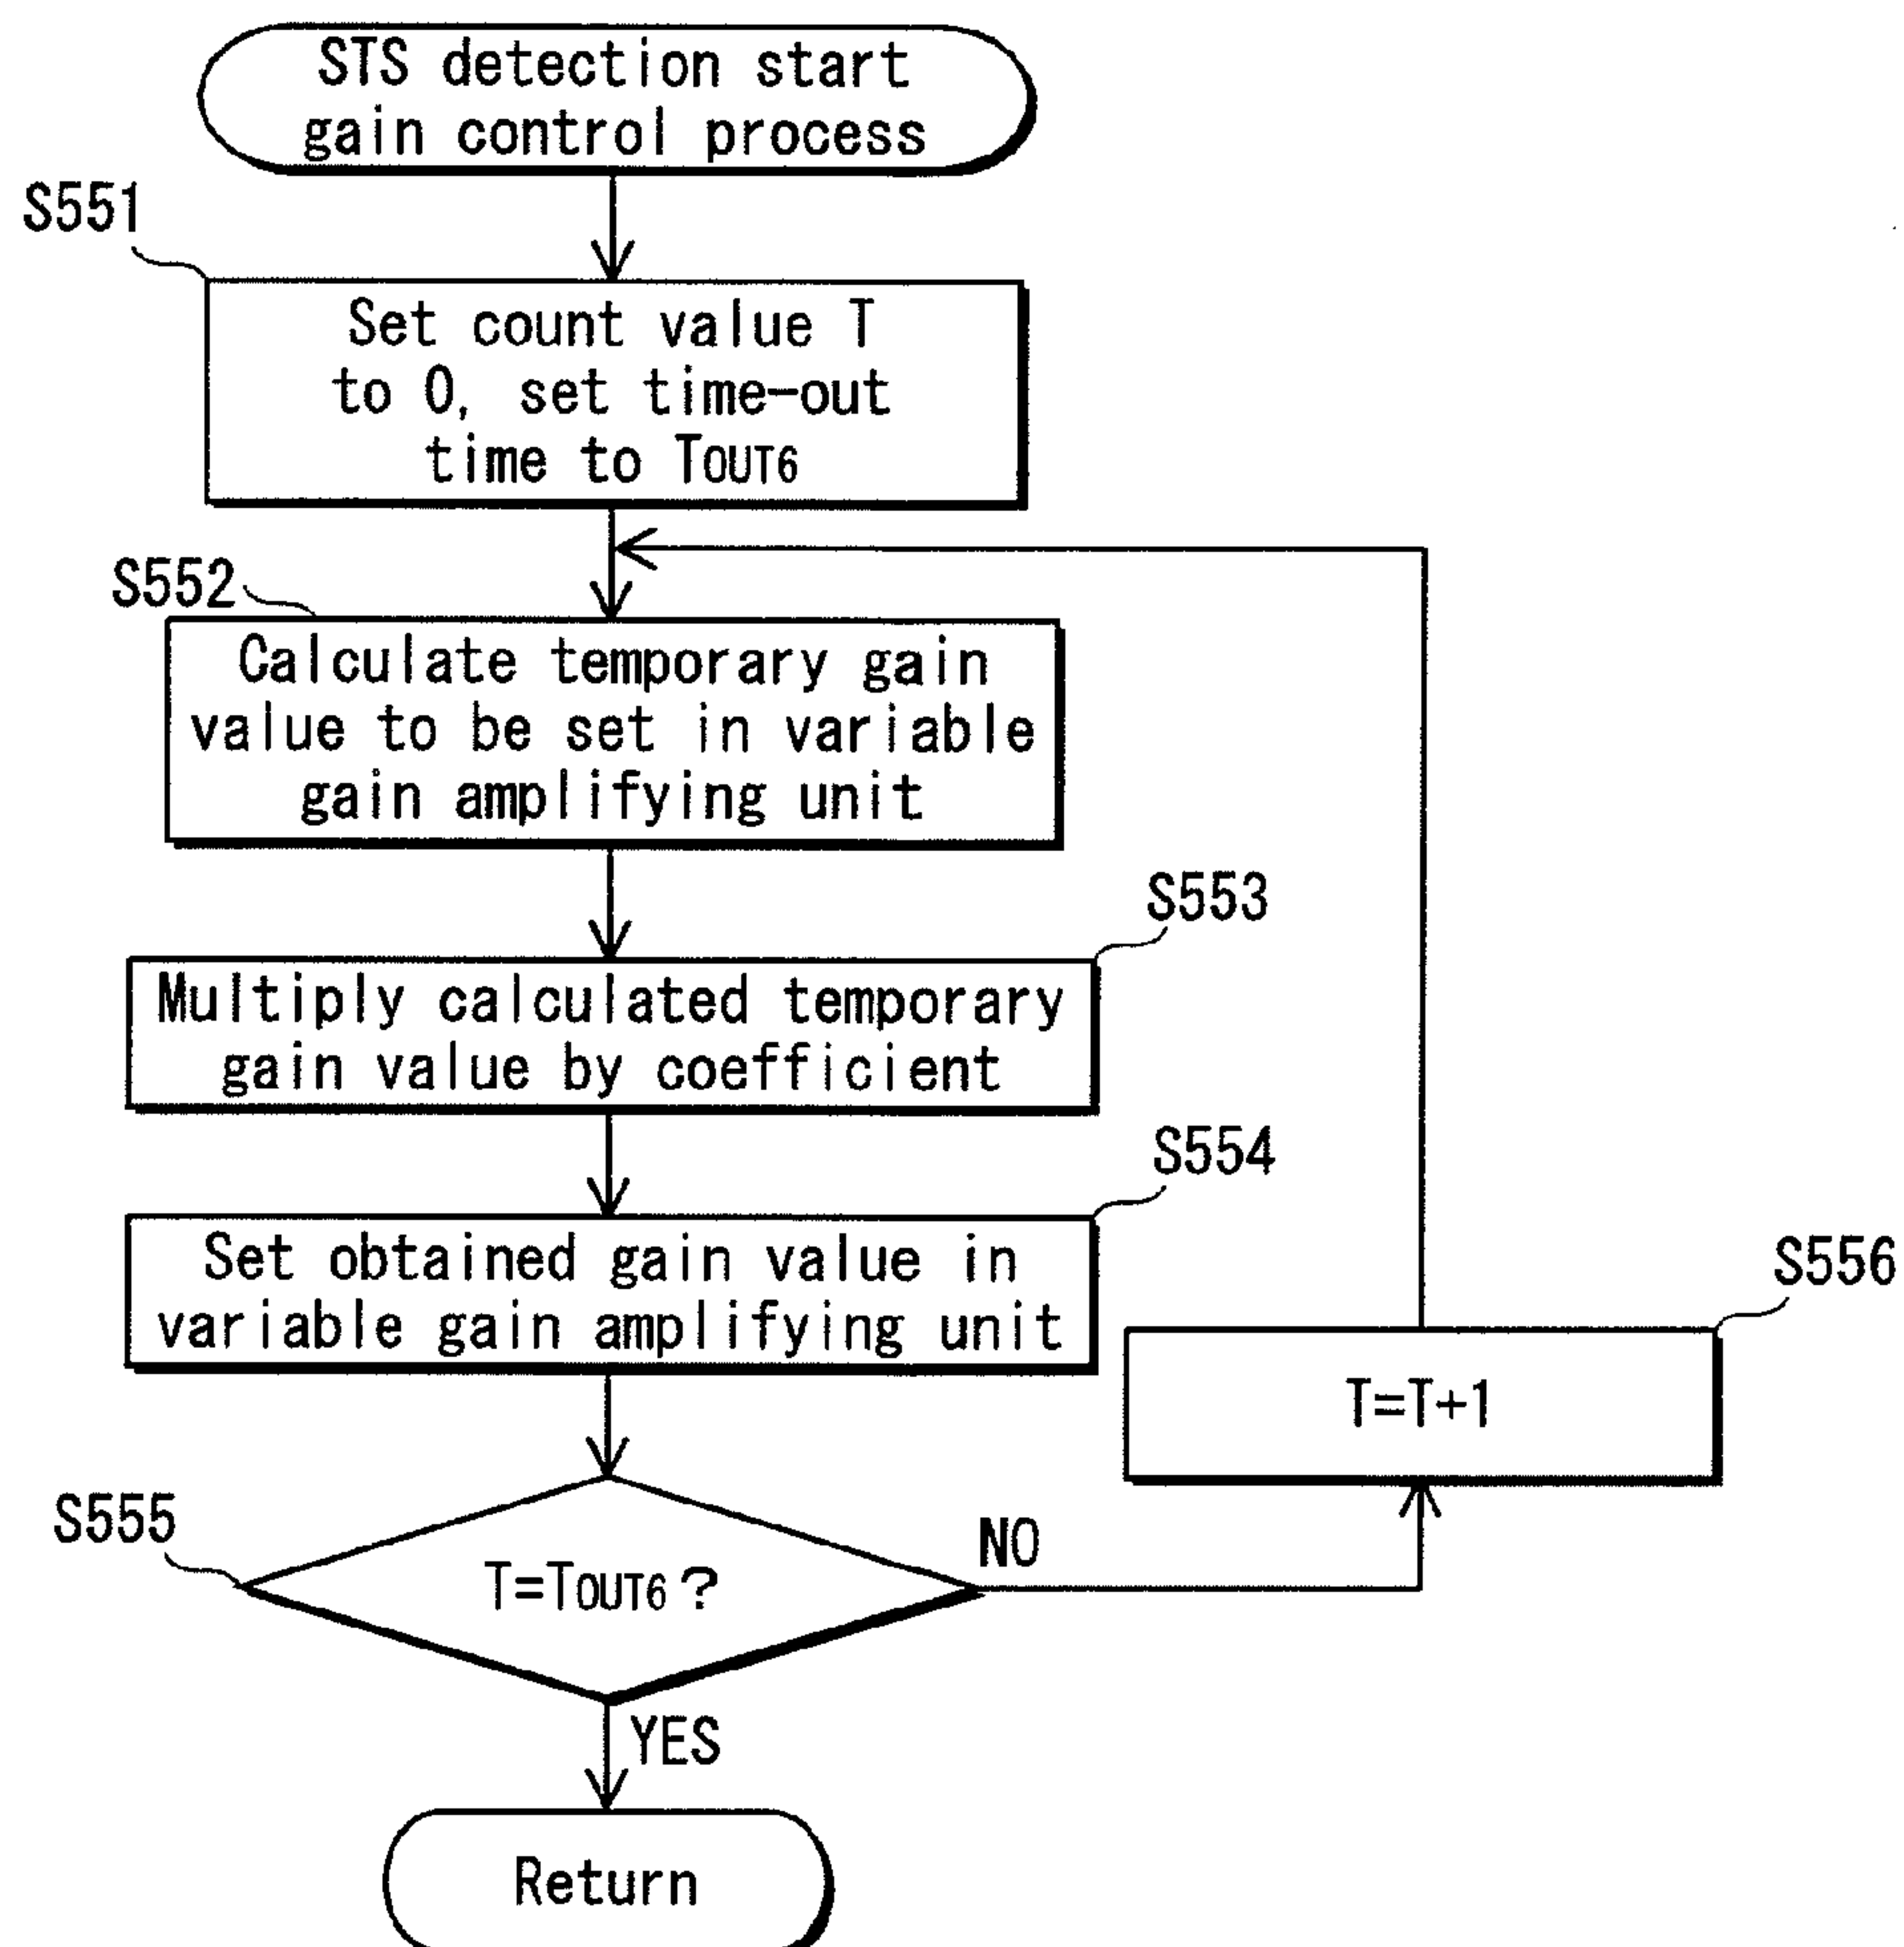 STS detection start
gain control process
S551
Set count value T
to 0, set time-out
time to TOUT6
S552
Calculate temporary gain
value to be set in variable
gain amplifying unit
S553
Multiply calculated temporary
gain value by coefficient
S554
Set obtained gain value in
variable gain amplifying unit
S556
T=T+1
S555
T=TOUT6?
NO
YES
Return